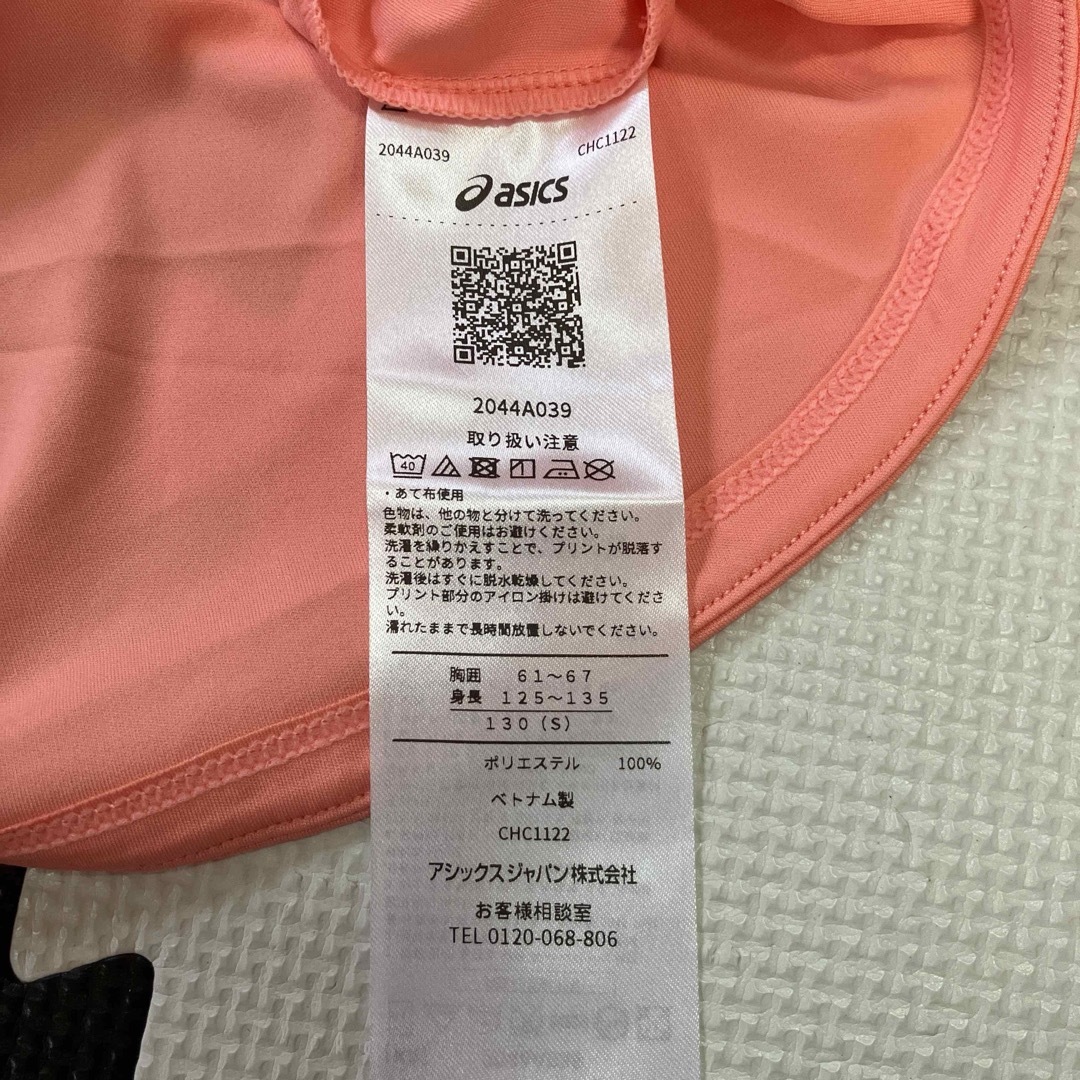 2044A039 CHC1122
asics
2044A039
取り扱い注意
40
・あて布使用
色物は、他の物と分けて洗ってください。
柔軟剤のご使用はお避けください。
洗濯を繰りかえすことで、プリントが脱落す
ることがあります。
洗濯後はすぐに脱水乾燥してください。
プリント部分のアイロン掛けは避けてくださ
い。
濡れたままで長時間放置しないでください。
胸囲 61～67
身長 125～135
130(S)
ポリエステル 100%
ベトナム製
CHC1122
アシックスジャパン株式会社
お客様相談室
TEL 0120-068-806